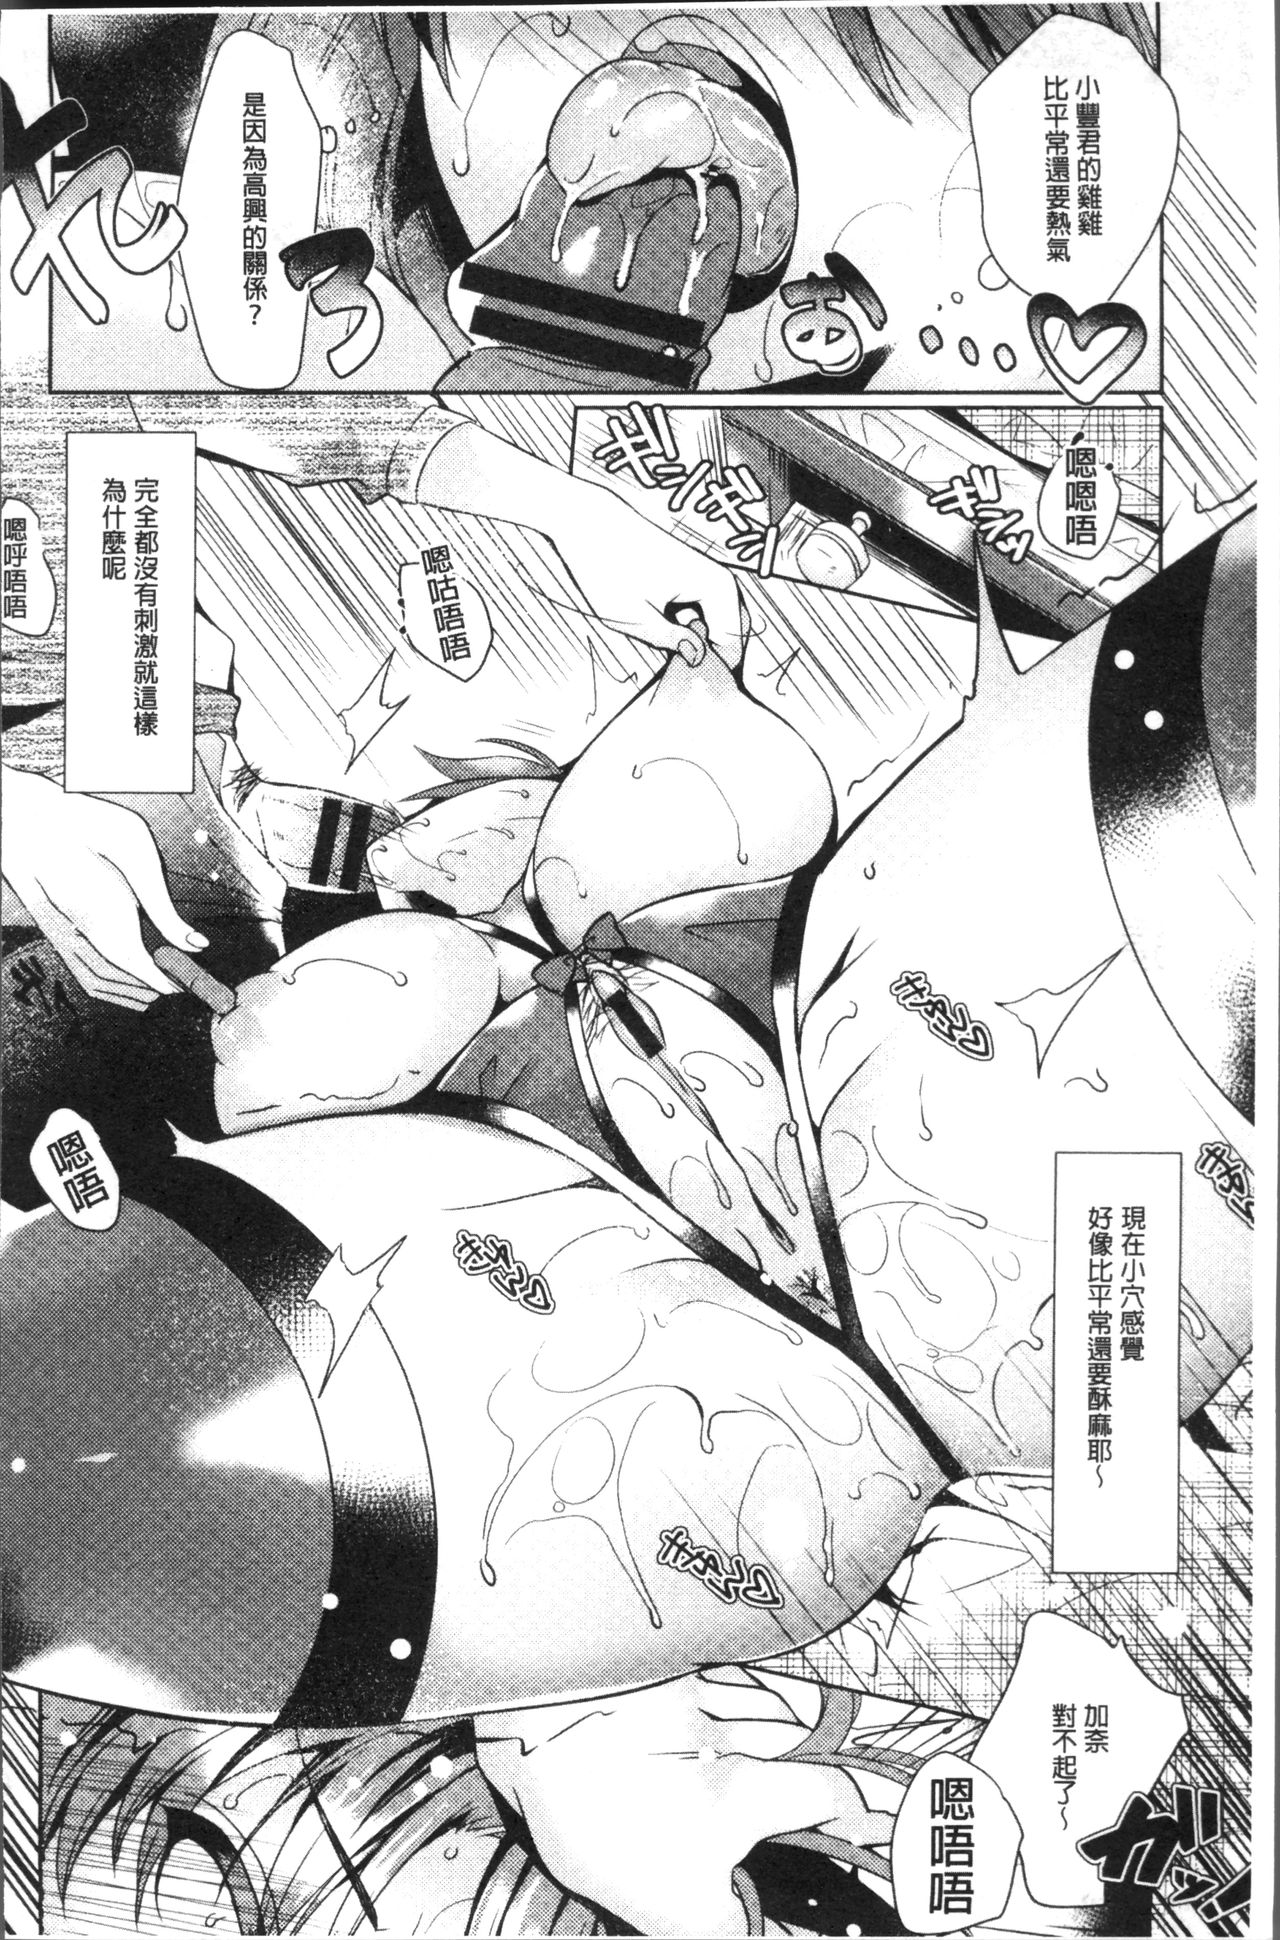 小豐君的雞雞
比平常還要熱氣
是因為高興的關係？
嗯嗯唔
嗯咕唔唔
完全都沒有刺激就這樣
為什麼呢
嗯呼唔唔
現在小穴感覺
好像比平常還要酥麻耶～
嗯唔
加奈
對不起了～
嗯唔唔